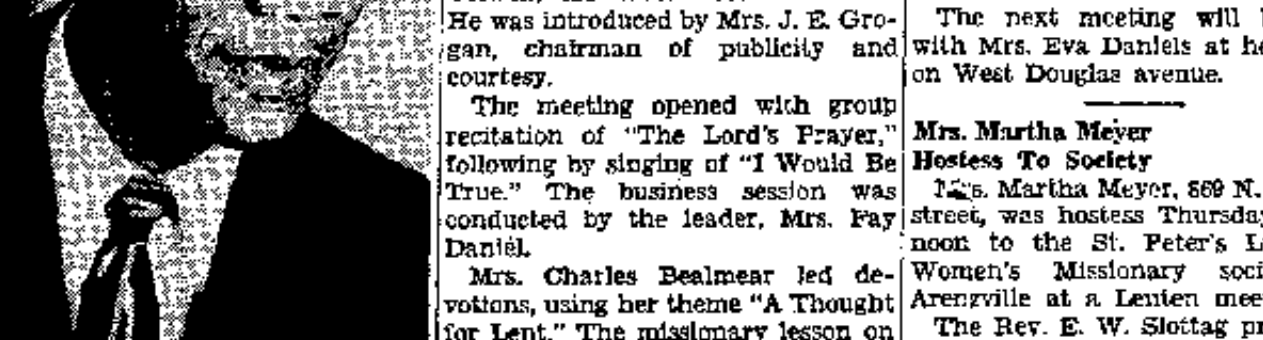 He was introduced by Mrs. J. E. Gro-
gan, chairman of publicity and
courtesy.
The meeting opened with group
recitation of "The Lord's Prayer,"
following by singing of "I Would Be
True." The business session was
conducted by the leader, Mrs. Fay
Daniel.
Mrs. Charles Bealmear led de-
votions, using her theme "A Thought
for Lent." The missionary lesson on
The next meeting will
with Mrs. Eva Daniels at
on West Douglas avenue.
Mrs. Martha Meyer
Hostess To Society
Mrs. Martha Meyer, 869 N.
street, was hostess Thursday
noon to the St. Peter's
Women's Missionary soci
Arenzville at a Lenten mee
The Rev. E. W. Slottag pr